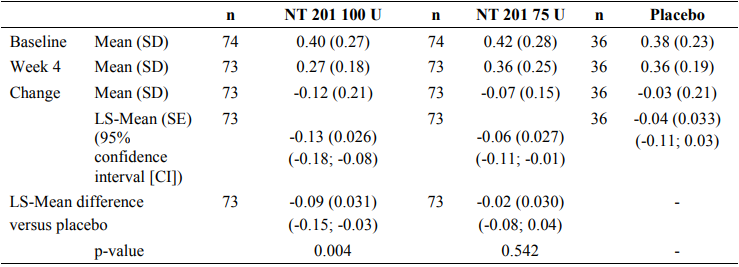 n NT 201 100 U n NT 201 75 U n Placebo
Baseline Mean (SD) 74 0.40 (0.27) 74 0.42 (0.28) 36 0.38 (0.23)
Week 4 Mean (SD) 73 0.27 (0.18) 73 0.36 (0.25) 36 0.36 (0.19)
Change Mean (SD) 73 -0.12 (0.21) 73 -0.07 (0.15) 36 -0.03 (0.21)
LS-Mean (SE) 73 73 36 -0.04 (0.033)
(95% -0.13 (0.026) -0.06 (0.027) (-0.11; 0.03)
confidence (-0.18; -0.08) (-0.11; -0.01)
interval [CI])
LS-Mean difference 73 -0.09 (0.031) 73 -0.02 (0.030) -
versus placebo (-0.15; -0.03) (-0.08; 0.04)
p-value 0.004 0.542 -